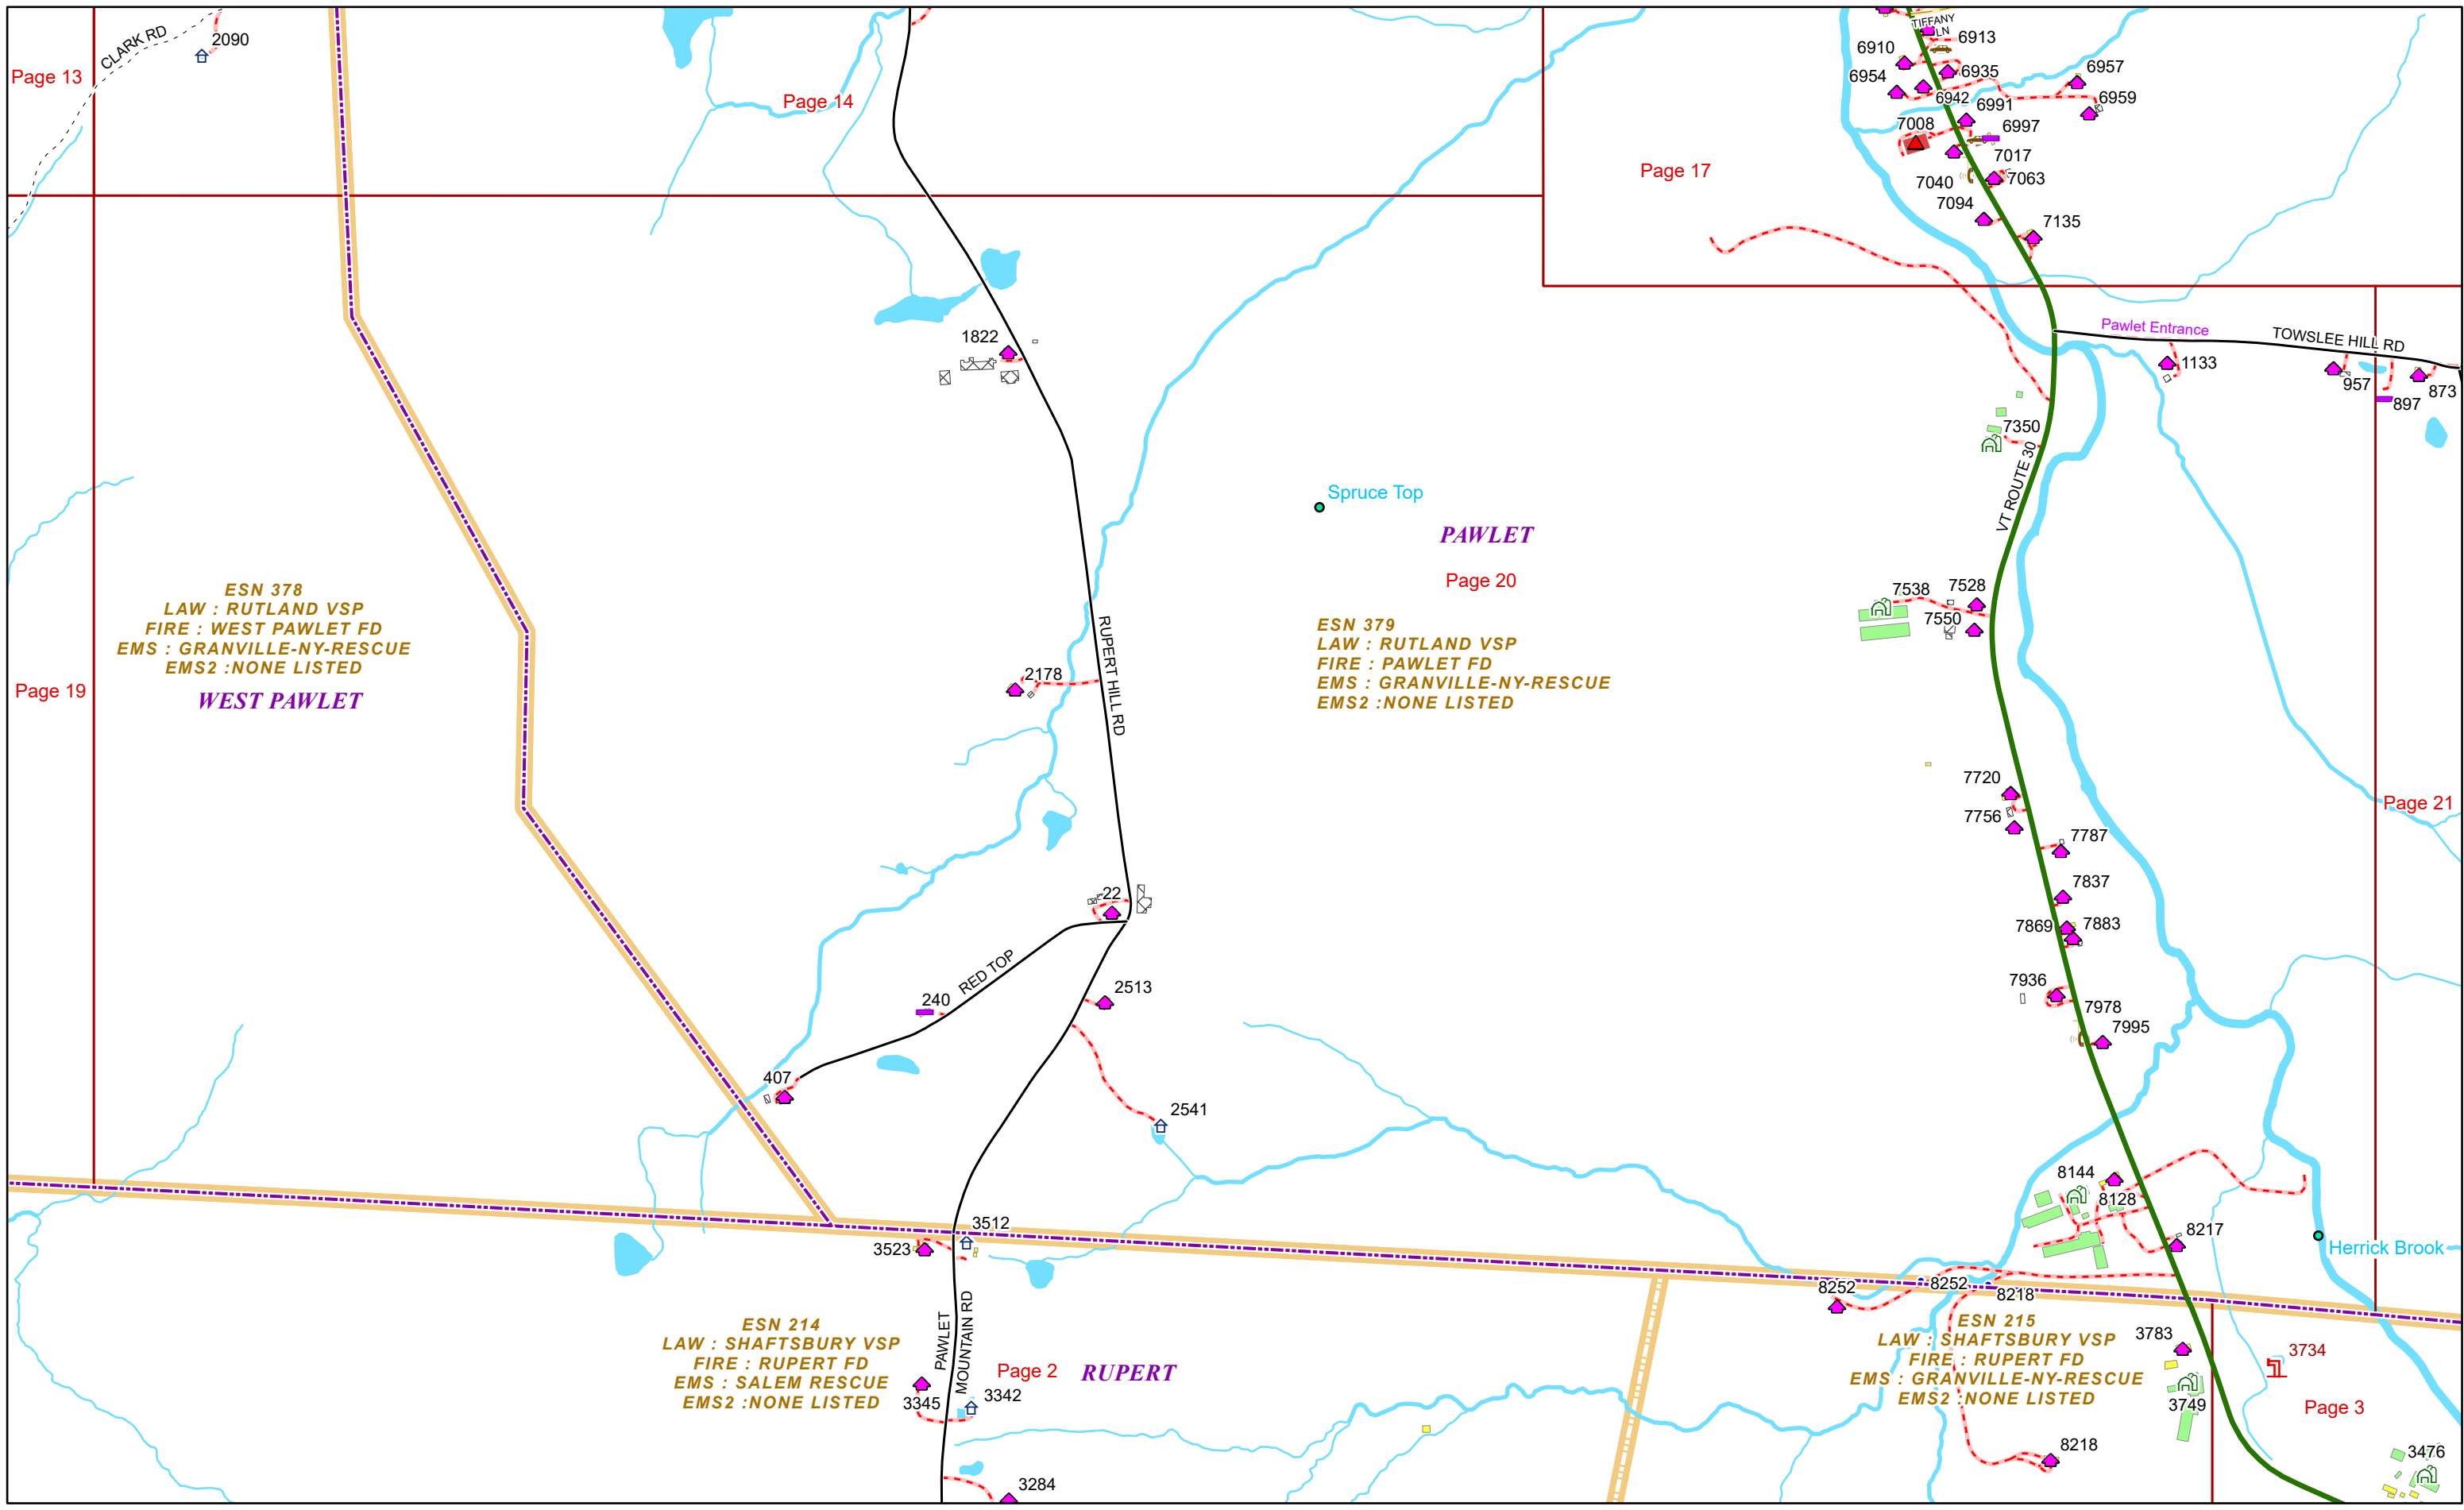 CLARK RD
2090
Page 13
Page 14
TIFFANY
LN
6913
6910
6935
6954
6957
6942
6959
6991
7008
6997
7017
Page 17
7040
7063
7094
7135
Pawlet Entrance
TOWSLEE HILL RD
1822
1133
957
897
873
7350
VT ROUTE 30
Spruce Top
PAWLET
Page 20
ESN 378
LAW : RUTLAND VSP
FIRE : WEST PAWLET FD
EMS : GRANVILLE-NY-RESCUE
EMS2 :NONE LISTED
WEST PAWLET
Page 19
ESN 379
LAW : RUTLAND VSP
FIRE : PAWLET FD
EMS : GRANVILLE-NY-RESCUE
EMS2 :NONE LISTED
7538
7528
7550
RUPERT HILL RD
2178
7720
7756
Page 21
7787
22
7837
7869
7883
RED TOP
240
2513
7936
7978
7995
407
2541
8144
8128
3512
3523
8217
Herrick Brook
8252
8252
8218
ESN 214
LAW : SHAFTSBURY VSP
FIRE : RUPERT FD
EMS : SALEM RESCUE
EMS2 :NONE LISTED
PAWLET
MOUNTAIN RD
Page 2
RUPERT
ESN 215
LAW : SHAFTSBURY VSP
FIRE : RUPERT FD
EMS : GRANVILLE-NY-RESCUE
EMS2 :NONE LISTED
3783
3734
3345
3342
3749
Page 3
8218
3476
3284